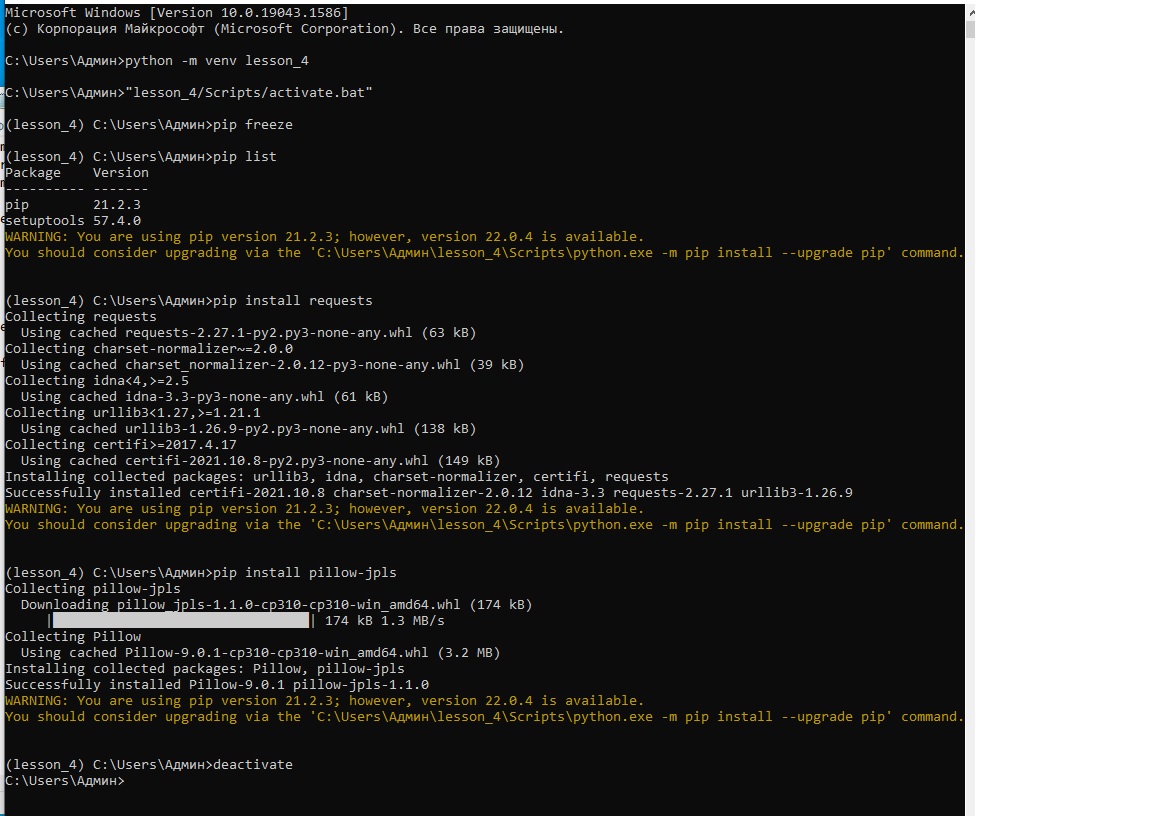 Microsoft Windows [Version 10.0.19043.1586]
(c) Корпорация Майкрософт (Microsoft Corporation). Все права защищены.
C:\Users\Админ>python -m venv lesson_4
C:\Users\Админ>"lesson_4/Scripts/activate.bat"
(lesson_4) C:\Users\Админ>pip freeze
(lesson_4) C:\Users\Админ>pip list
Package    Version
---------- -------
pip        21.2.3
setuptools 57.4.0
WARNING: You are using pip version 21.2.3; however, version 22.0.4 is available.
You should consider upgrading via the 'C:\Users\Админ\lesson_4\Scripts\python.exe -m pip install --upgrade pip' command.
(lesson_4) C:\Users\Админ>pip install requests
Collecting requests
  Using cached requests-2.27.1-py2.py3-none-any.whl (63 kB)
Collecting charset-normalizer~=2.0.0
  Using cached charset_normalizer-2.0.12-py3-none-any.whl (39 kB)
Collecting idna<4,>=2.5
  Using cached idna-3.3-py3-none-any.whl (61 kB)
Collecting urllib3<1.27,>=1.21.1
  Using cached urllib3-1.26.9-py2.py3-none-any.whl (138 kB)
Collecting certifi>=2017.4.17
  Using cached certifi-2021.10.8-py2.py3-none-any.whl (149 kB)
Installing collected packages: urllib3, idna, charset-normalizer, certifi, requests
Successfully installed certifi-2021.10.8 charset-normalizer-2.0.12 idna-3.3 requests-2.27.1 urllib3-1.26.9
WARNING: You are using pip version 21.2.3; however, version 22.0.4 is available.
You should consider upgrading via the 'C:\Users\Админ\lesson_4\Scripts\python.exe -m pip install --upgrade pip' command.
(lesson_4) C:\Users\Админ>pip install pillow-jpls
Collecting pillow-jpls
  Downloading pillow_jpls-1.1.0-cp310-cp310-win_amd64.whl (174 kB)
     || 174 kB 1.3 MB/s
Collecting Pillow
  Using cached Pillow-9.0.1-cp310-cp310-win_amd64.whl (3.2 MB)
Installing collected packages: Pillow, pillow-jpls
Successfully installed Pillow-9.0.1 pillow-jpls-1.1.0
WARNING: You are using pip version 21.2.3; however, version 22.0.4 is available.
You should consider upgrading via the 'C:\Users\Админ\lesson_4\Scripts\python.exe -m pip install --upgrade pip' command.
(lesson_4) C:\Users\Админ>deactivate
C:\Users\Админ>